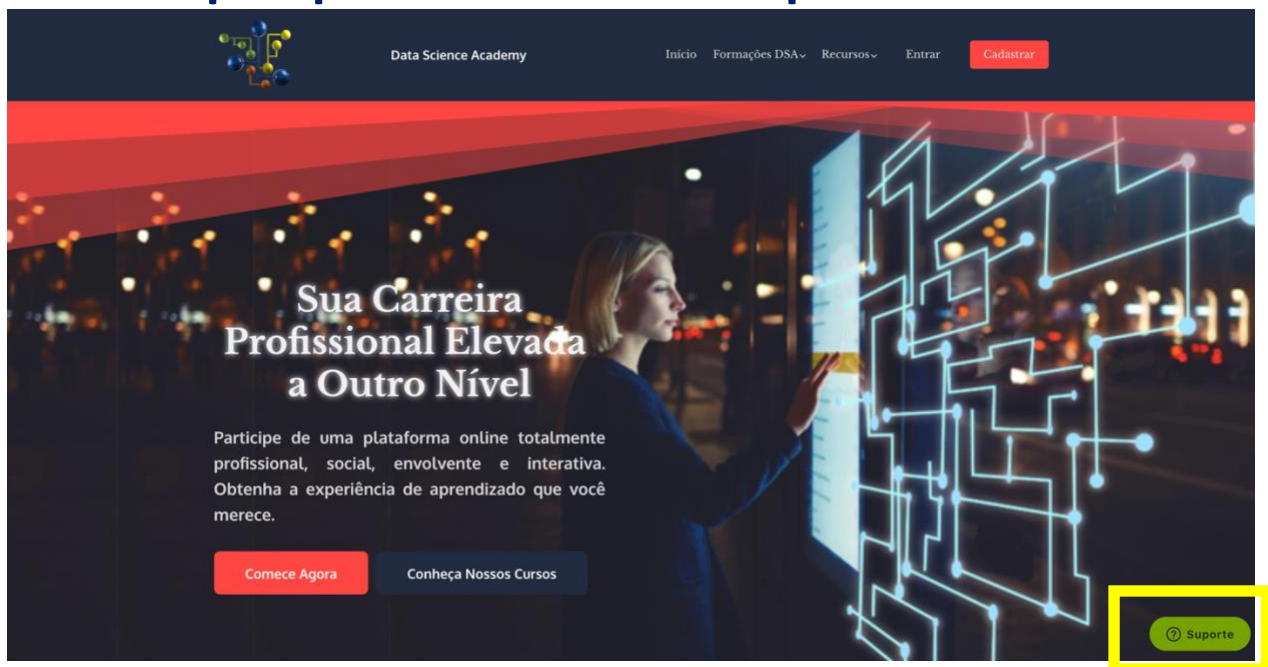 Data Science Academy
Início Formações DSA Recursos Entrar Cadastrar
Sua Carreira
Profissional Elevada
a Outro Nível
Participe de uma plataforma online totalmente
profissional, social, envolvente e interativa.
Obtenha a experiência de aprendizado que você
merece.
Comece Agora Conheça Nossos Cursos
Suporte